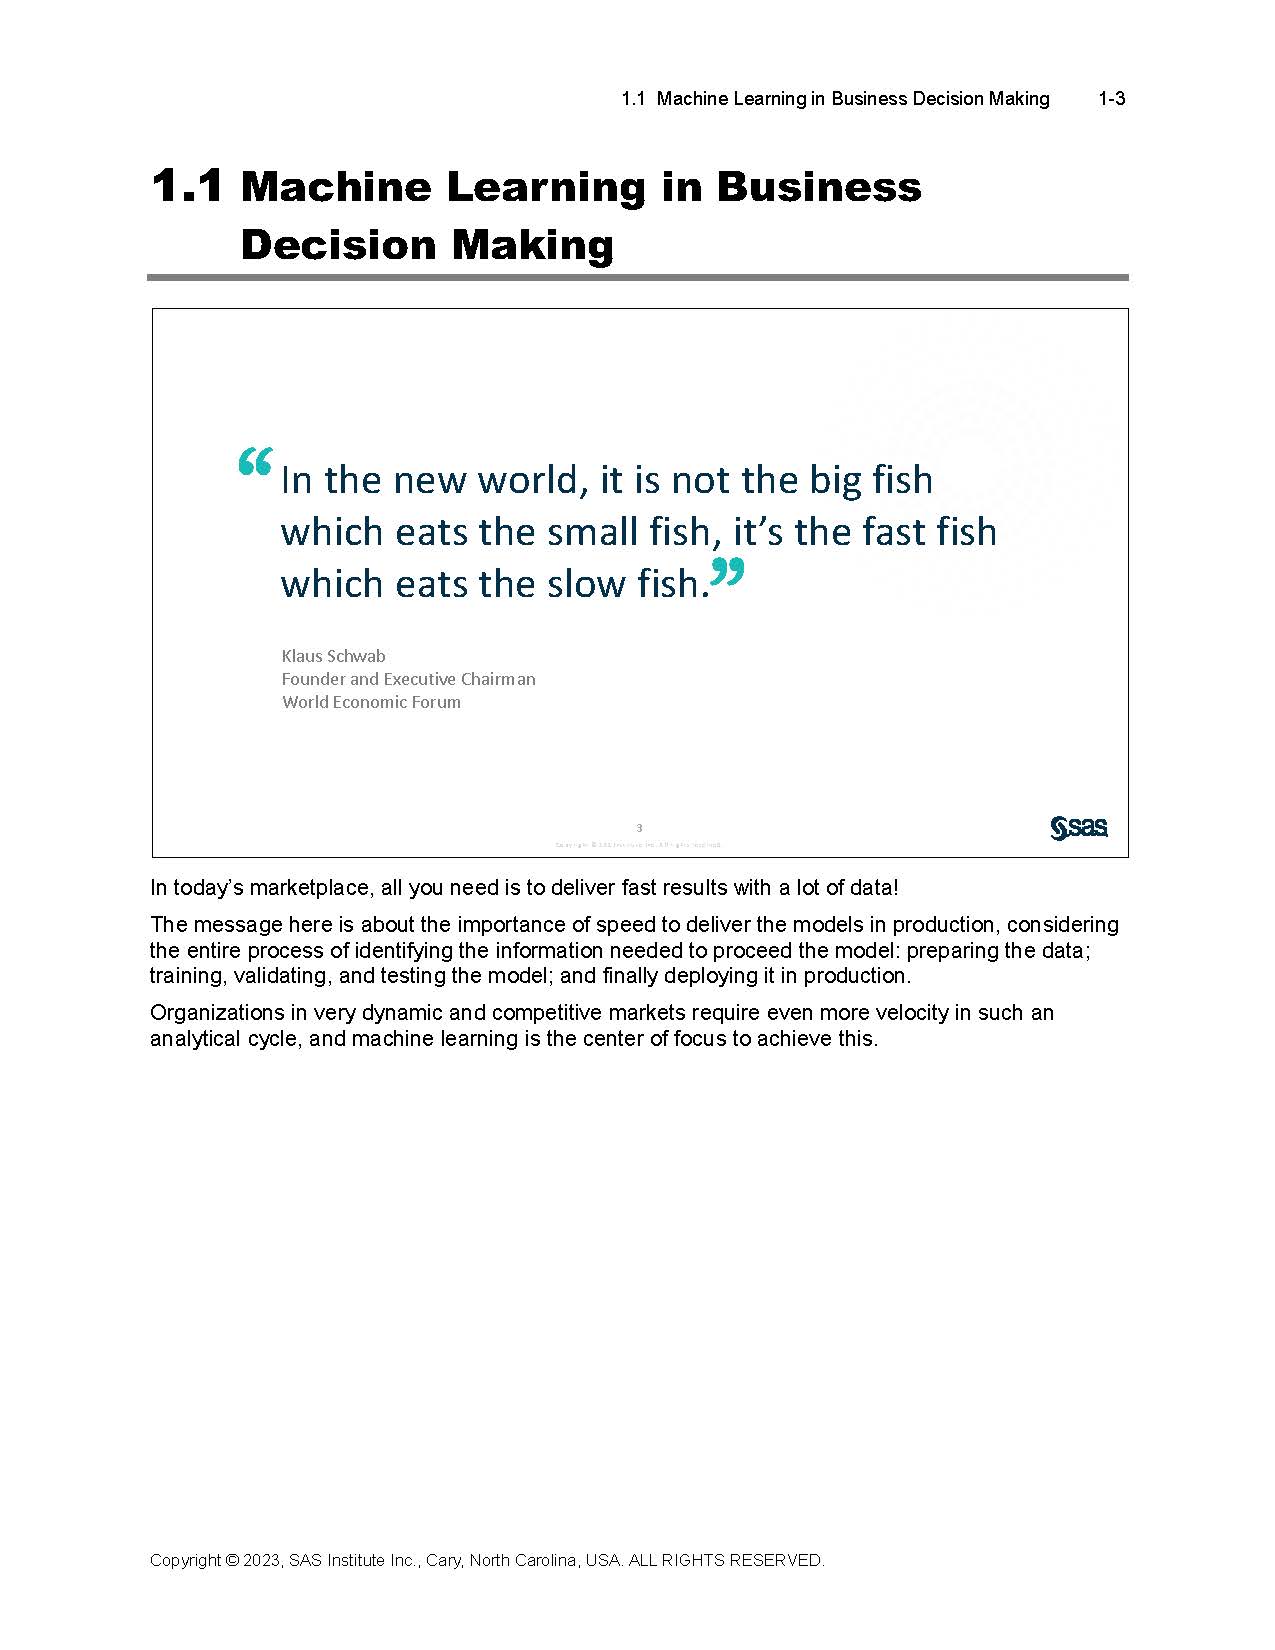 1.1 Machine Learning in Business Decision Making 1-3
1.1 Machine Learning in Business
Decision Making
“In the new world, it is not the big fish
which eats the small fish, it’s the fast fish
which eats the slow fish.”
Klaus Schwab
Founder and Executive Chairman
World Economic Forum
3
sas
Copyright © SAS Institute Inc. All rights reserved.
In today’s marketplace, all you need is to deliver fast results with a lot of data!
The message here is about the importance of speed to deliver the models in production, considering
the entire process of identifying the information needed to proceed the model: preparing the data;
training, validating, and testing the model; and finally deploying it in production.
Organizations in very dynamic and competitive markets require even more velocity in such an
analytical cycle, and machine learning is the center of focus to achieve this.
Copyright © 2023, SAS Institute Inc., Cary, North Carolina, USA. ALL RIGHTS RESERVED.